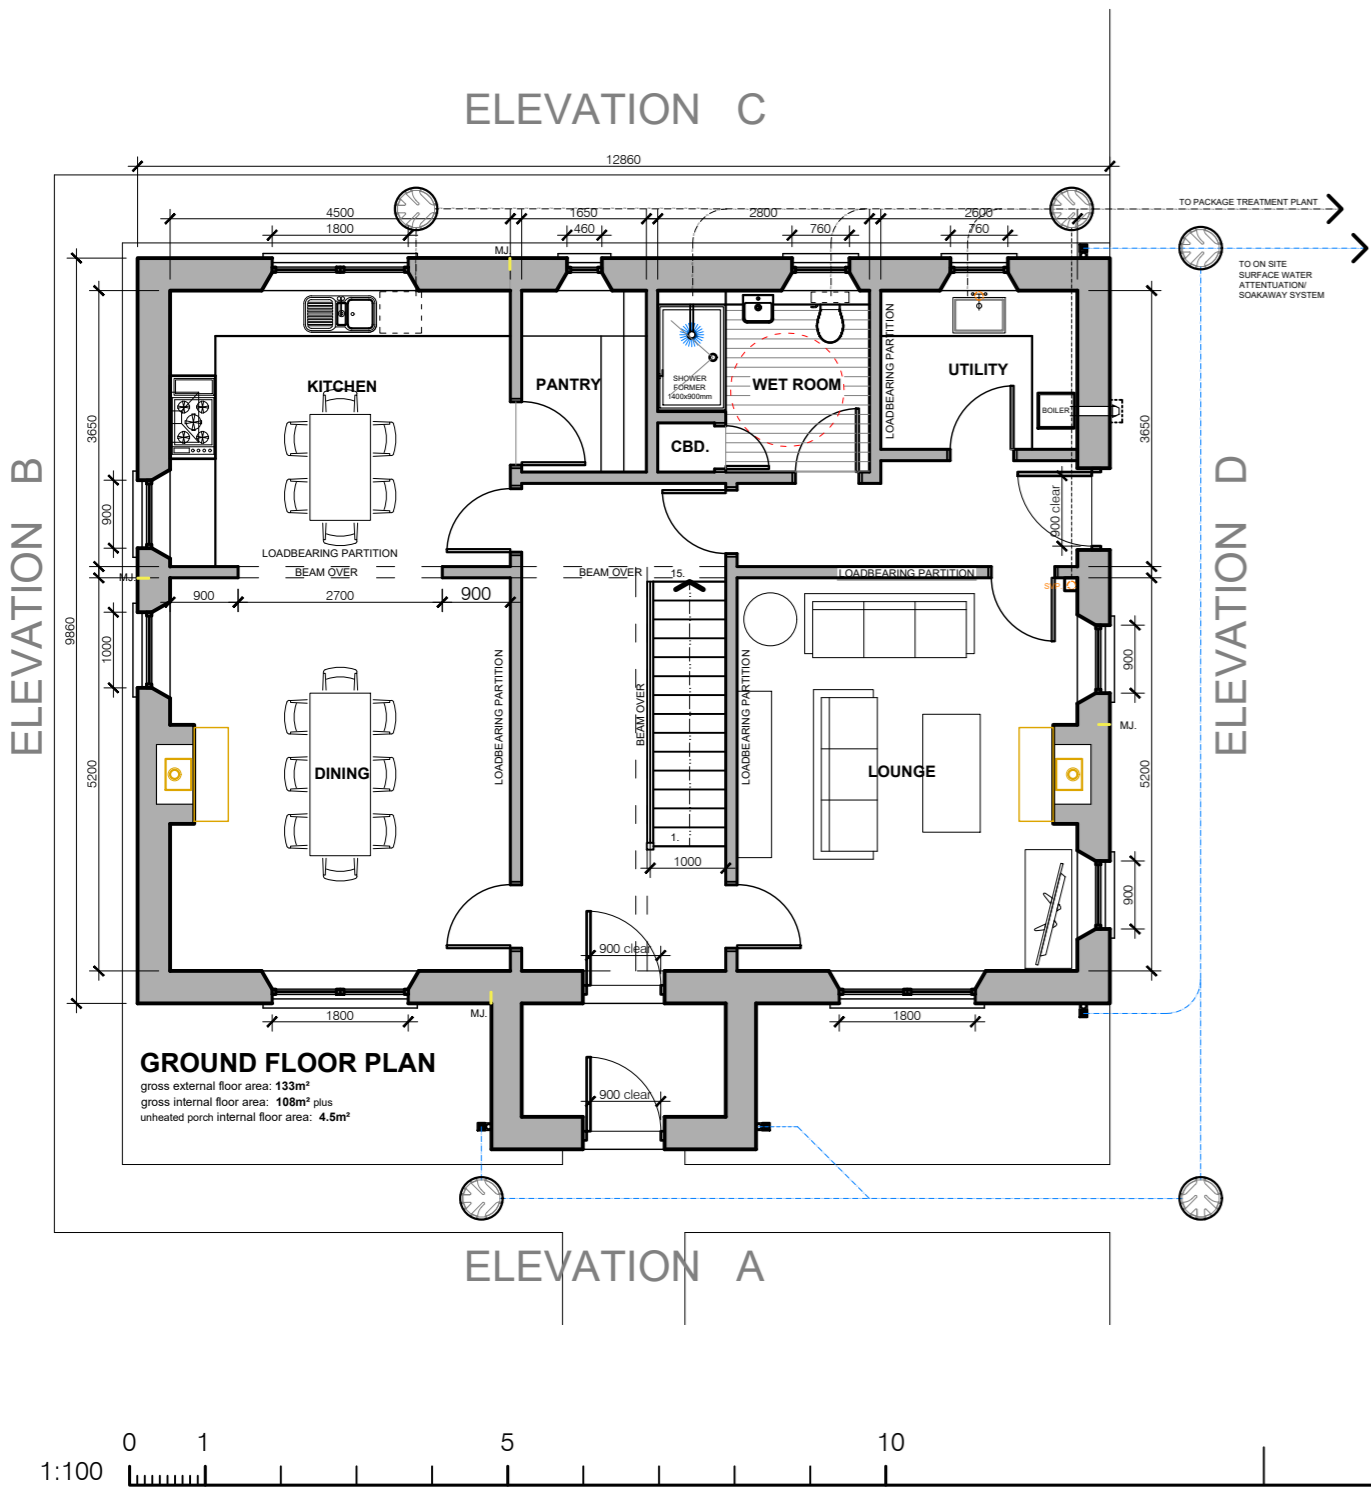 ELEVATION C
12860
TO PACKAGE TREATMENT PLANT
4500
1650
2800
2600
1800
460
760
760
MJ.
TO ON SITE
SURFACE WATER
ATTENTUATION/
SOAKAWAY SYSTEM
LOADBEARING PARTITION
KITCHEN
PANTRY
SHOWER
FORMER
1400x900mm
WET ROOM
UTILITY
BOILER
CBD.
3650
3650
ELEVATION B
ELEVATION D
900
900 clear
LOADBEARING PARTITION
BEAM OVER
BEAM OVER
15.
LOADBEARING PARTITION
MJ.
SVP
900
2700
900
9860
1000
900
LOADBEARING PARTITION
BEAM OVER
LOADBEARING PARTITION
MJ.
DINING
LOUNGE
5200
5200
1.
1000
900
900 clear
1800
MJ.
1800
GROUND FLOOR PLAN
gross external floor area: 133m²
gross internal floor area: 108m² plus
unheated porch internal floor area: 4.5m²
900 clear
ELEVATION A
0 1 5 10
1:100